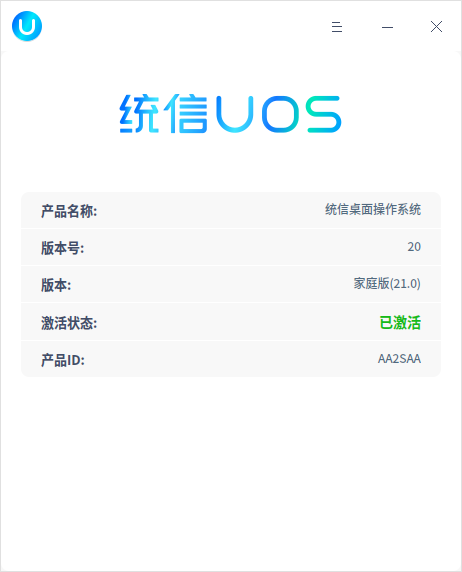 统信UOS
产品名称: 统信桌面操作系统
版本号: 20
版本: 家庭版(21.0)
激活状态: 已激活
产品ID: AA2SAA